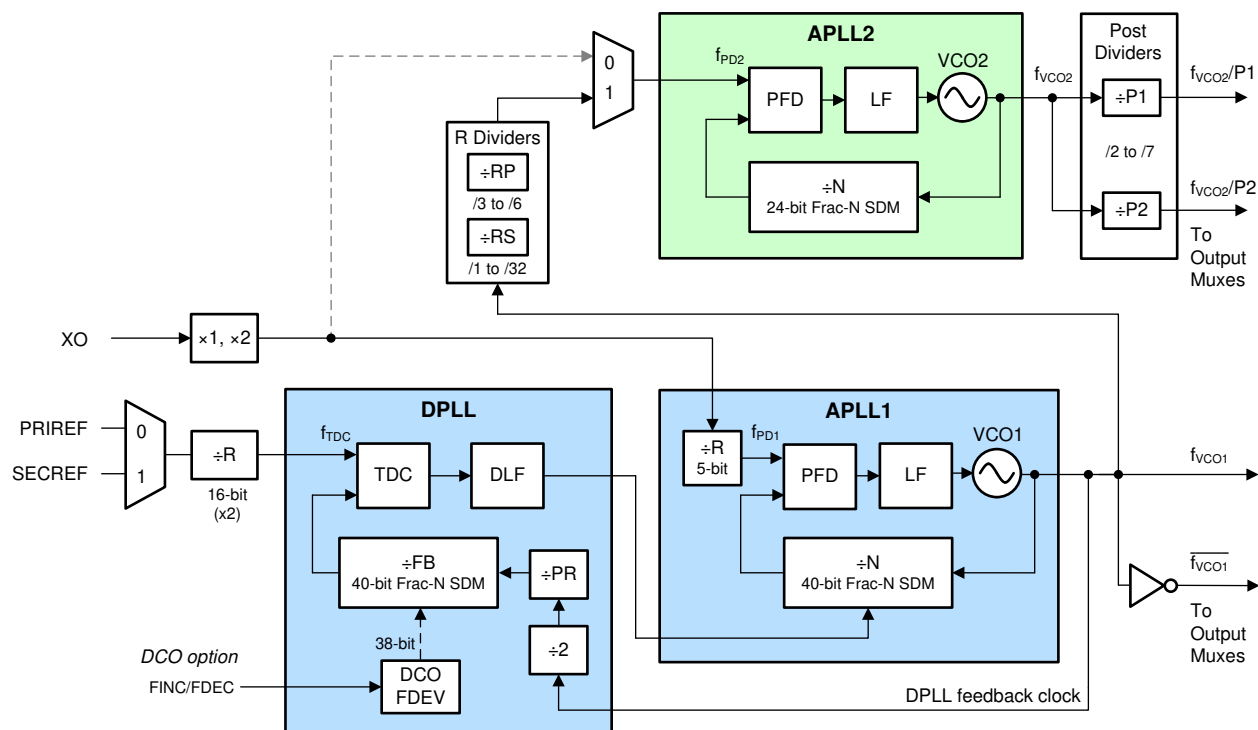 APLL2
Post
Dividers
0
1
fPD2
PFD
LF
VCO2
fVCO2
÷P1
fVCO2/P1
/2 to /7
÷N
24-bit Frac-N SDM
÷P2
fVCO2/P2
To
Output
Muxes
R Dividers
÷RP
/3 to /6
÷RS
/1 to /32
XO
×1, ×2
DPLL
APLL1
PRIREF
SECREF
0
1
÷R
16-bit
(x2)
fTDC
TDC
DLF
÷FB
40-bit Frac-N SDM
÷PR
÷2
38-bit
DCO
FDEV
DCO option
FINC/FDEC
÷R
5-bit
fPD1
PFD
LF
VCO1
fVCO1
÷N
40-bit Frac-N SDM
fVCO1
To
Output
Muxes
DPLL feedback clock